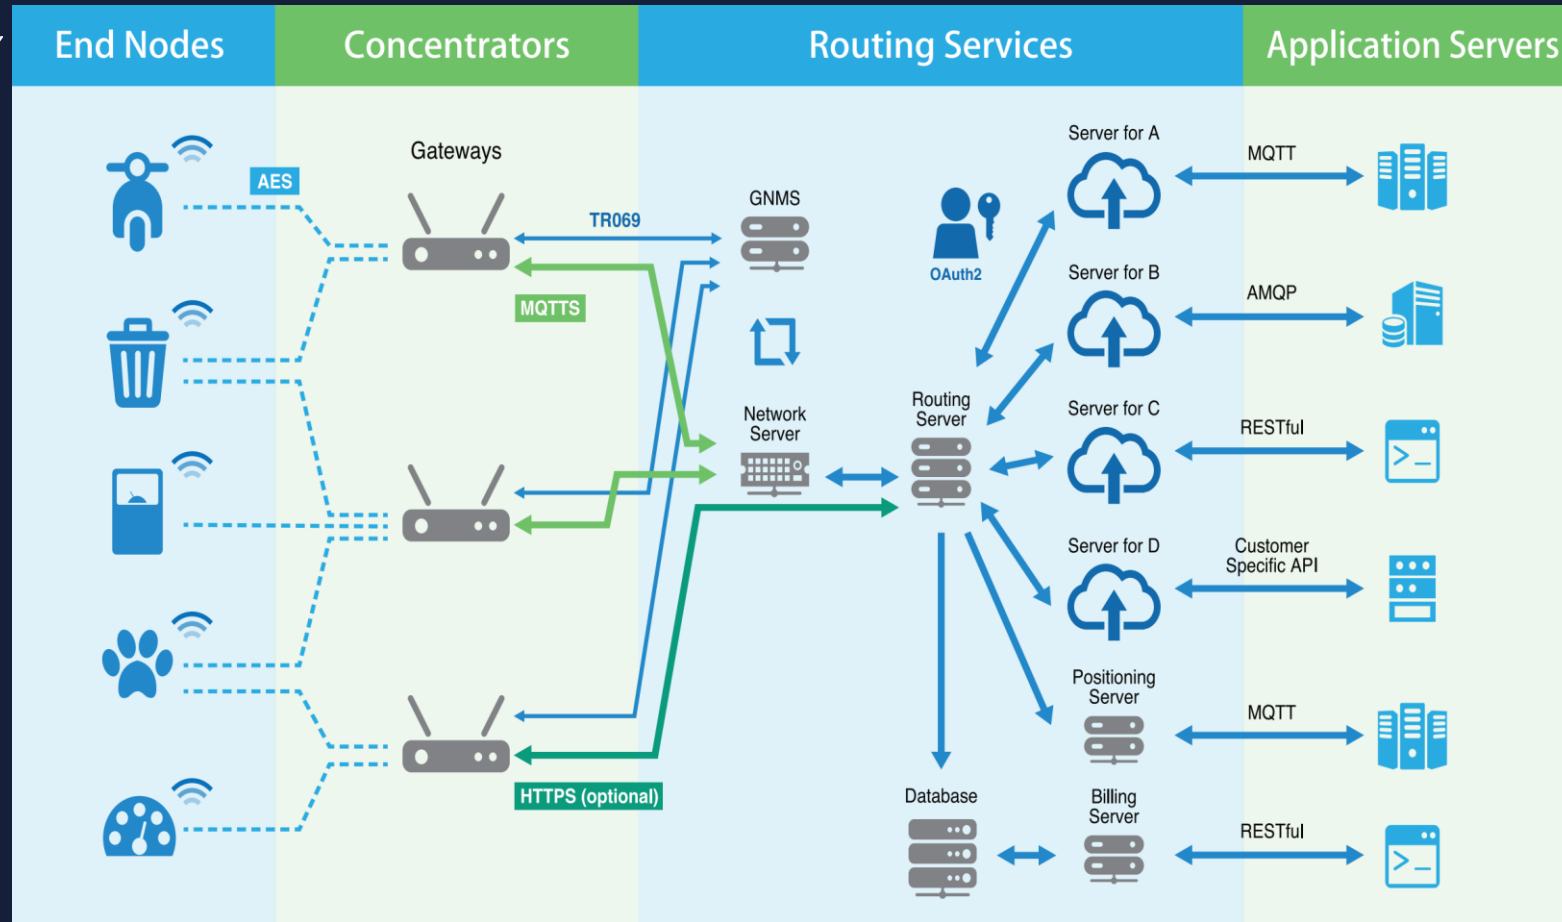 End Nodes
Concentrators
Routing Services
Application Servers
AES
Gateways
TR069
MQTTS
HTTPS (optional)
GNMS
Network
Server
OAuth2
Routing
Server
Database
Server for A
Server for B
Server for C
Server for D
Positioning
Server
Billing
Server
MQTT
AMQP
RESTful
Customer
Specific API
MQTT
RESTful